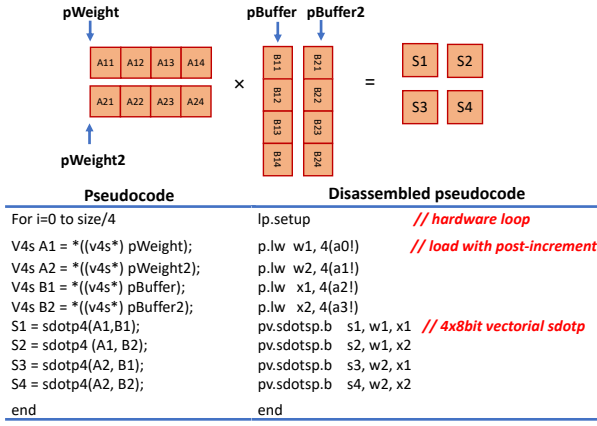 pWeight pBuffer pBuffer2
A11 A12 A13 A14
A21 A22 A23 A24
×
B11 B12 B13 B14
B21 B22 B23 B24
=
S1 S2
S3 S4
pWeight2
Pseudocode Disassembled pseudocode
For i=0 to size/4 lp.setup // hardware loop
V4s A1 = *((v4s*) pWeight); p.lw w1, 4(a0!) // load with post-increment
V4s A2 = *((v4s*) pWeight2); p.lw w2, 4(a1!)
V4s B1 = *((v4s*) pBuffer); p.lw x1, 4(a2!)
V4s B2 = *((v4s*) pBuffer2); p.lw x2, 4(a3!)
S1 = sdotp4(A1,B1); pv.sdotsp.b s1, w1, x1 // 4x8bit vectorial sdotp
S2 = sdotp4 (A1, B2); pv.sdotsp.b s2, w1, x2
S3 = sdotp4(A2, B1); pv.sdotsp.b s3, w2, x1
S4 = sdotp4(A2, B2); pv.sdotsp.b s4, w2, x2
end end